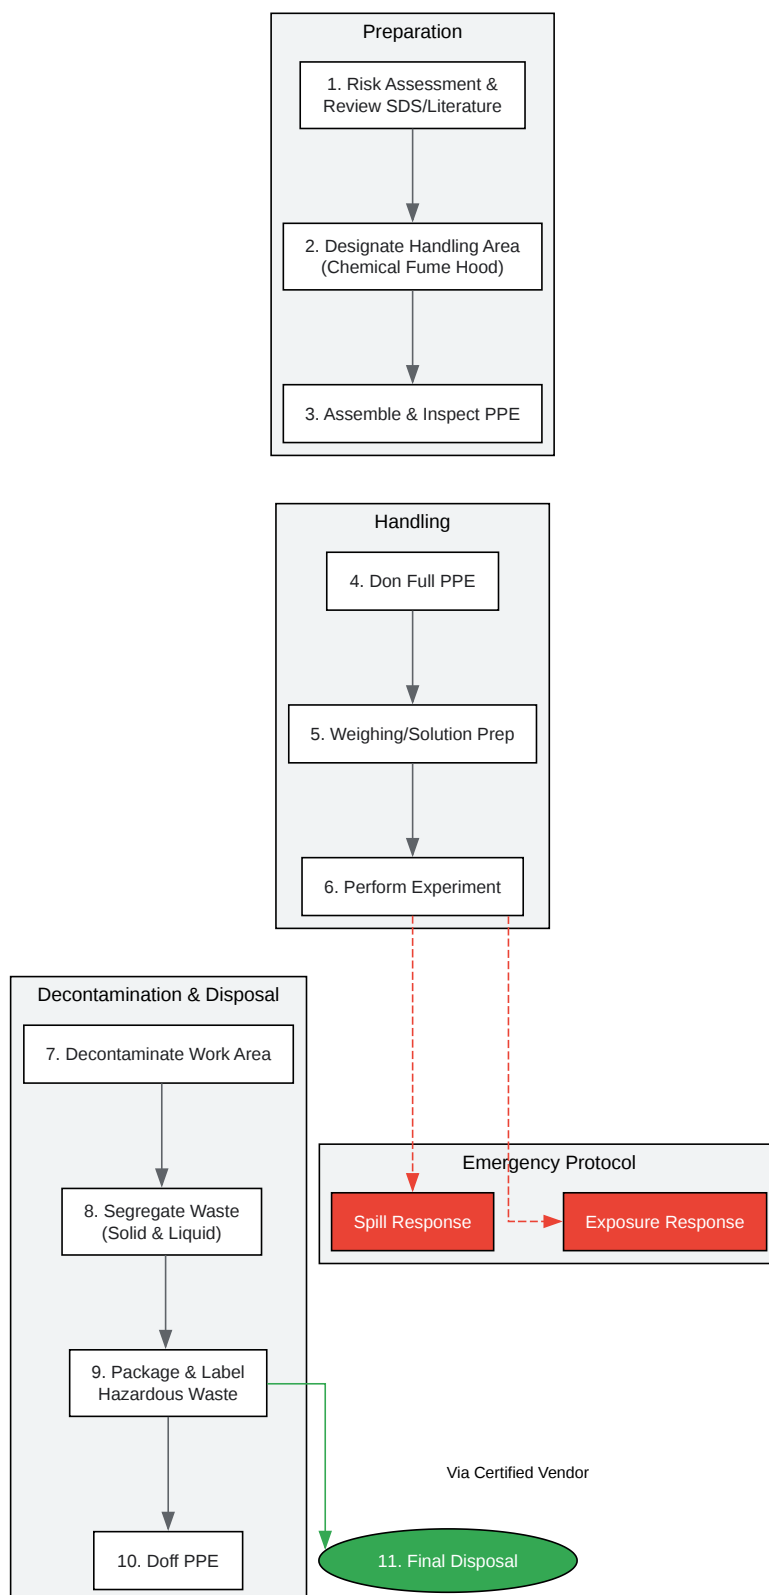 Preparation
1. Risk Assessment &
Review SDS/Literature
2. Designate Handling Area
(Chemical Fume Hood)
3. Assemble & Inspect PPE
Handling
4. Don Full PPE
5. Weighing/Solution Prep
6. Perform Experiment
Decontamination & Disposal
7. Decontaminate Work Area
Emergency Protocol
Spill Response
Exposure Response
8. Segregate Waste
(Solid & Liquid)
9. Package & Label
Hazardous Waste
Via Certified Vendor
10. Doff PPE
11. Final Disposal